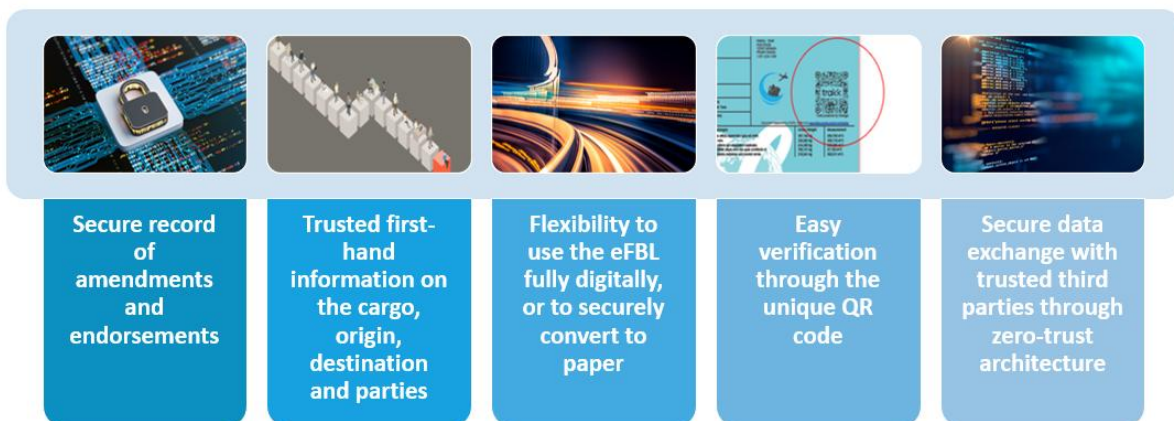 trakk
Secure record
of
amendments
and
endorsements
Trusted first-
hand
information on
the cargo,
origin,
destination
and parties
Flexibility to
use the eFBL
fully digitally,
or to securely
convert to
paper
Easy
verification
through the
unique QR
code
Secure data
exchange with
trusted third
parties through
zero-trust
architecture